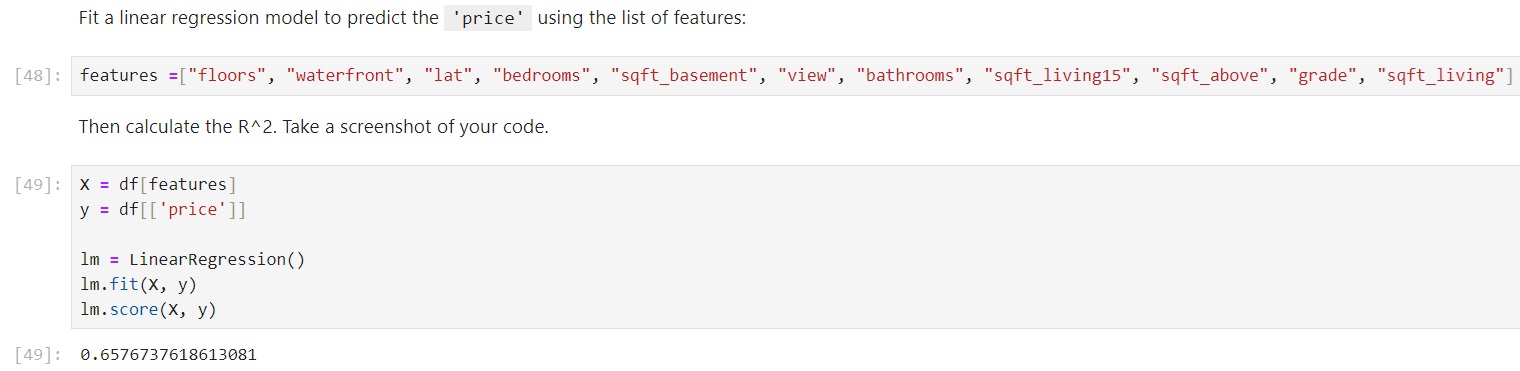 Fit a linear regression model to predict the 'price' using the list of features:
[48]: features =["floors", "waterfront", "lat", "bedrooms", "sqft_basement", "view", "bathrooms", "sqft_living15", "sqft_above", "grade", "sqft_living"]
Then calculate the R^2. Take a screenshot of your code.
[49]: X = df[features]
y = df[['price']]
lm = LinearRegression()
lm.fit(X, y)
lm.score(X, y)
[49]: 0.6576737618613081